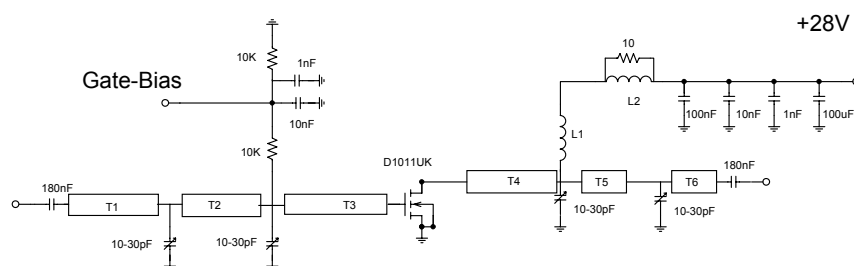 +28V
10
10K
1nF
Gate-Bias
L2
100nF
10nF
1nF
100uF
10nF
L1
10K
D1011UK
180nF
T1
T2
T3
T4
T5
T6
180nF
10-30pF
10-30pF
10-30pF
10-30pF